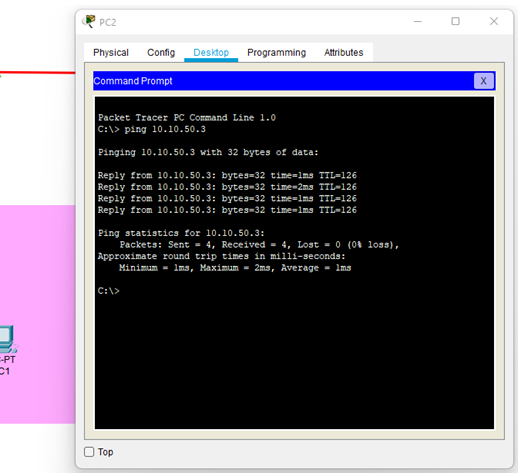 PC2
Physical Config Desktop Programming Attributes
Command Prompt
X
Packet Tracer PC Command Line 1.0
C:\> ping 10.10.50.3
Pinging 10.10.50.3 with 32 bytes of data:
Reply from 10.10.50.3: bytes=32 time=1ms TTL=126
Reply from 10.10.50.3: bytes=32 time=2ms TTL=126
Reply from 10.10.50.3: bytes=32 time=1ms TTL=126
Reply from 10.10.50.3: bytes=32 time=1ms TTL=126
Ping statistics for 10.10.50.3:
Packets: Sent = 4, Received = 4, Lost = 0 (0% loss),
Approximate round trip times in milli-seconds:
Minimum = 1ms, Maximum = 2ms, Average = 1ms
C:\>
-PT
C1
Top